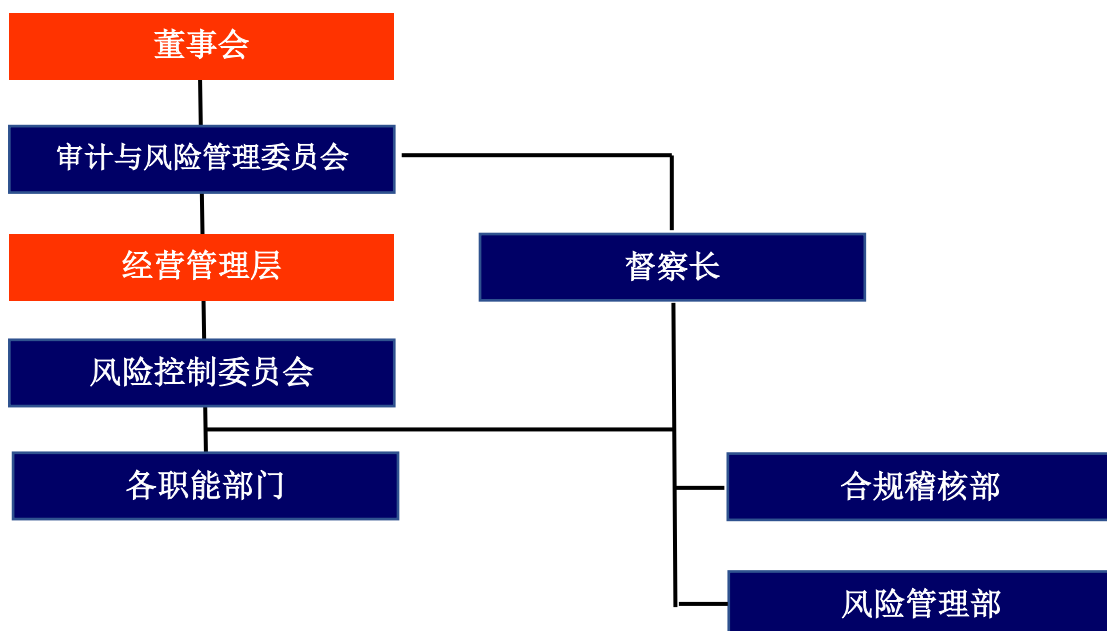 董事会
审计与风险管理委员会
经营管理层
督察长
风险控制委员会
各职能部门
合规稽核部
风险管理部